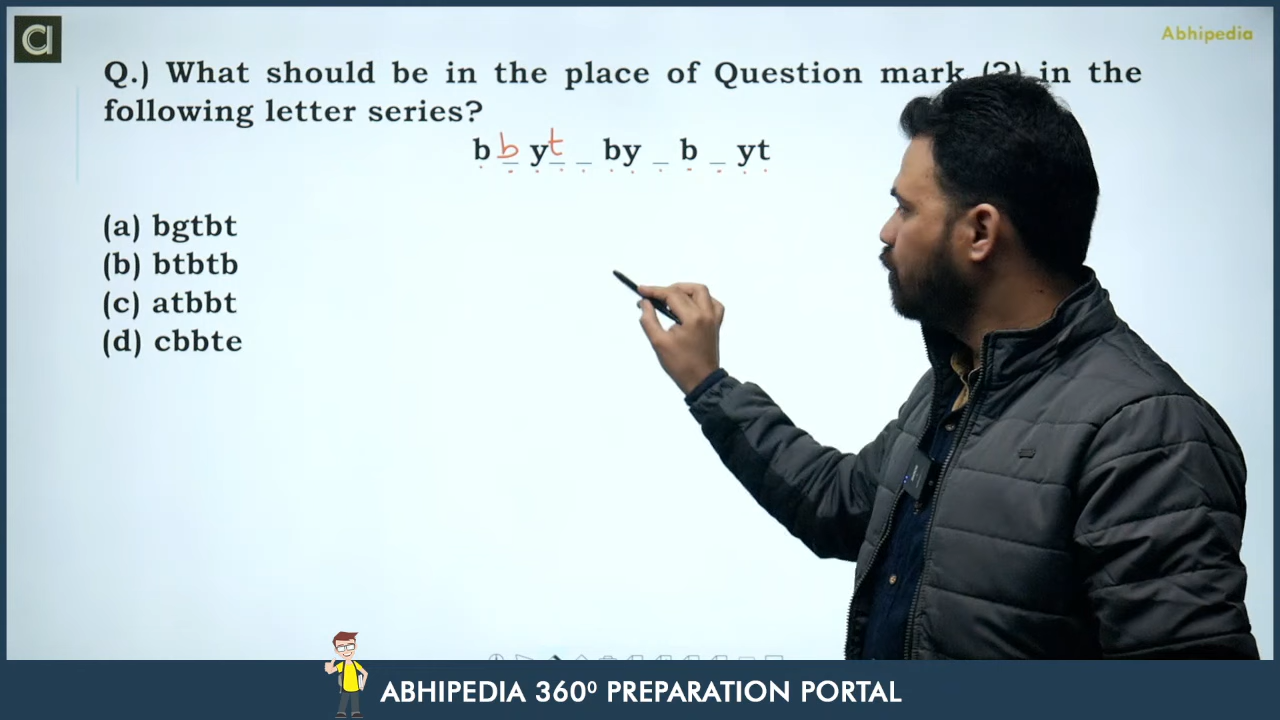 Abhipedia
Q.) What should be in the place of Question mark (?) in the
following letter series?
b b y t _ by _ b _ yt
(a) bgtbt
(b) btbtb
(c) atbbt
(d) cbbte
ABHIPEDIA 360⁰ PREPARATION PORTAL